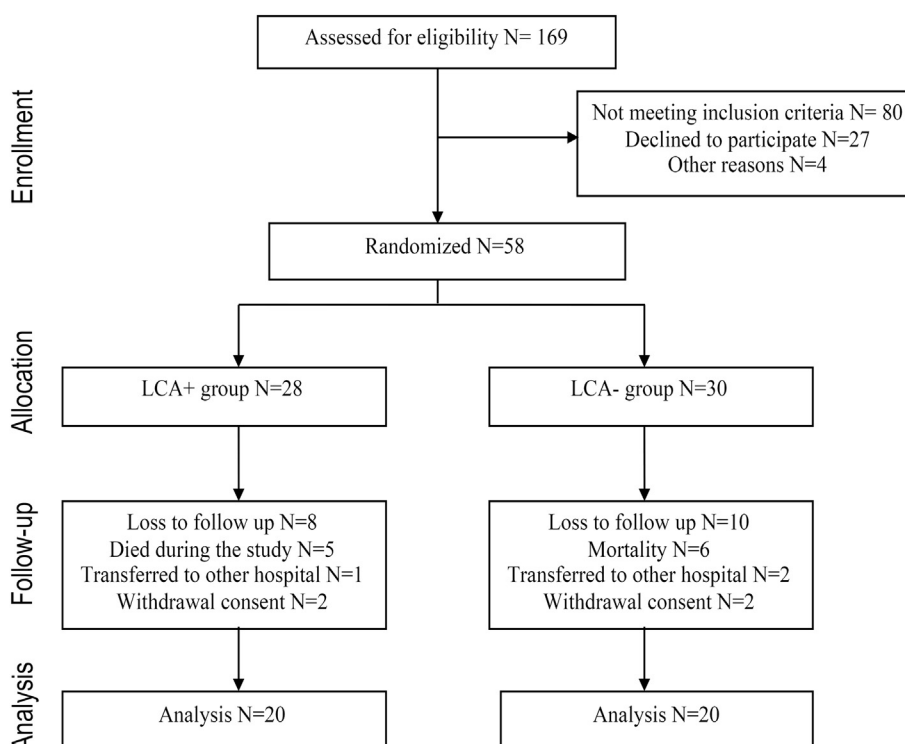 Assessed for eligibility N= 169
Enrollment
Not meeting inclusion criteria N= 80
Declined to participate N=27
Other reasons N=4
Randomized N=58
Allocation
LCA+ group N=28
LCA- group N=30
Follow-up
Loss to follow up N=8
Died during the study N=5
Transferred to other hospital N=1
Withdrawal consent N=2
Loss to follow up N=10
Mortality N=6
Transferred to other hospital N=2
Withdrawal consent N=2
Analysis
Analysis N=20
Analysis N=20